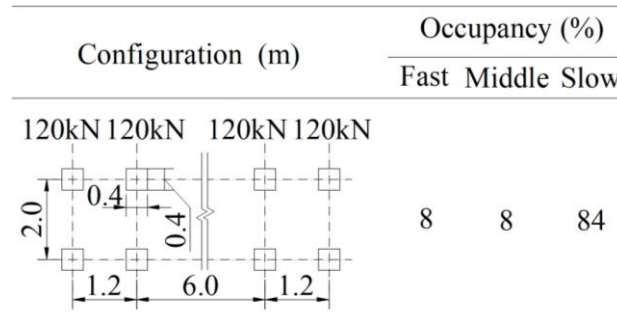 Configuration (m)
Occupancy (%)
Fast Middle Slow
120kN 120kN 120kN 120kN
0.4
2.0
0.4
8 8 84
1.2 6.0 1.2